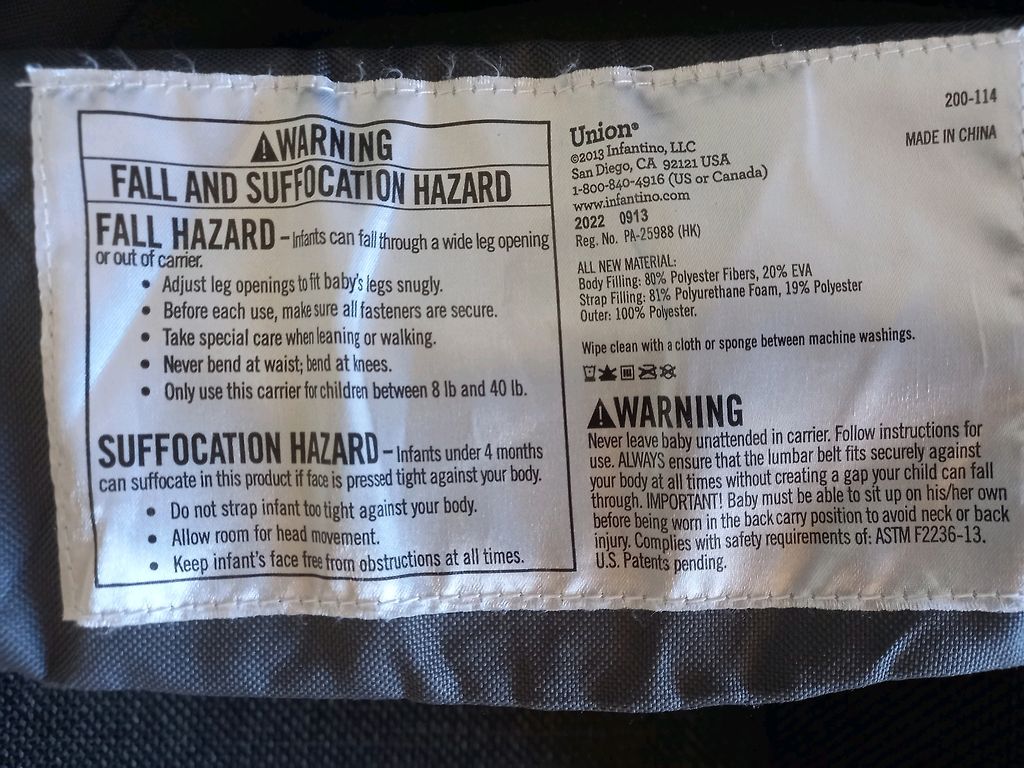 ⚠WARNING
FALL AND SUFFOCATION HAZARD
FALL HAZARD – Infants can fall through a wide leg opening
or out of carrier.
• Adjust leg openings to fit baby's legs snugly.
• Before each use, make sure all fasteners are secure.
• Take special care when leaning or walking.
• Never bend at waist; bend at knees.
• Only use this carrier for children between 8 lb and 40 lb.
SUFFOCATION HAZARD – Infants under 4 months
can suffocate in this product if face is pressed tight against your body.
• Do not strap infant too tight against your body.
• Allow room for head movement.
• Keep infant's face free from obstructions at all times.
200-114
MADE IN CHINA
Union®
©2013 Infantino, LLC
San Diego, CA 92121 USA
1-800-840-4916 (US or Canada)
www.infantino.com
2022 0913
Reg. No. PA-25988 (HK)
ALL NEW MATERIAL:
Body Filling: 80% Polyester Fibers, 20% EVA
Strap Filling: 81% Polyurethane Foam, 19% Polyester
Outer: 100% Polyester.
Wipe clean with a cloth or sponge between machine washings.
⚠WARNING
Never leave baby unattended in carrier. Follow instructions for
use. ALWAYS ensure that the lumbar belt fits securely against
your body at all times without creating a gap your child can fall
through. IMPORTANT! Baby must be able to sit up on his/her own
before being worn in the back carry position to avoid neck or back
injury. Complies with safety requirements of: ASTM F2236-13.
U.S. Patents pending.